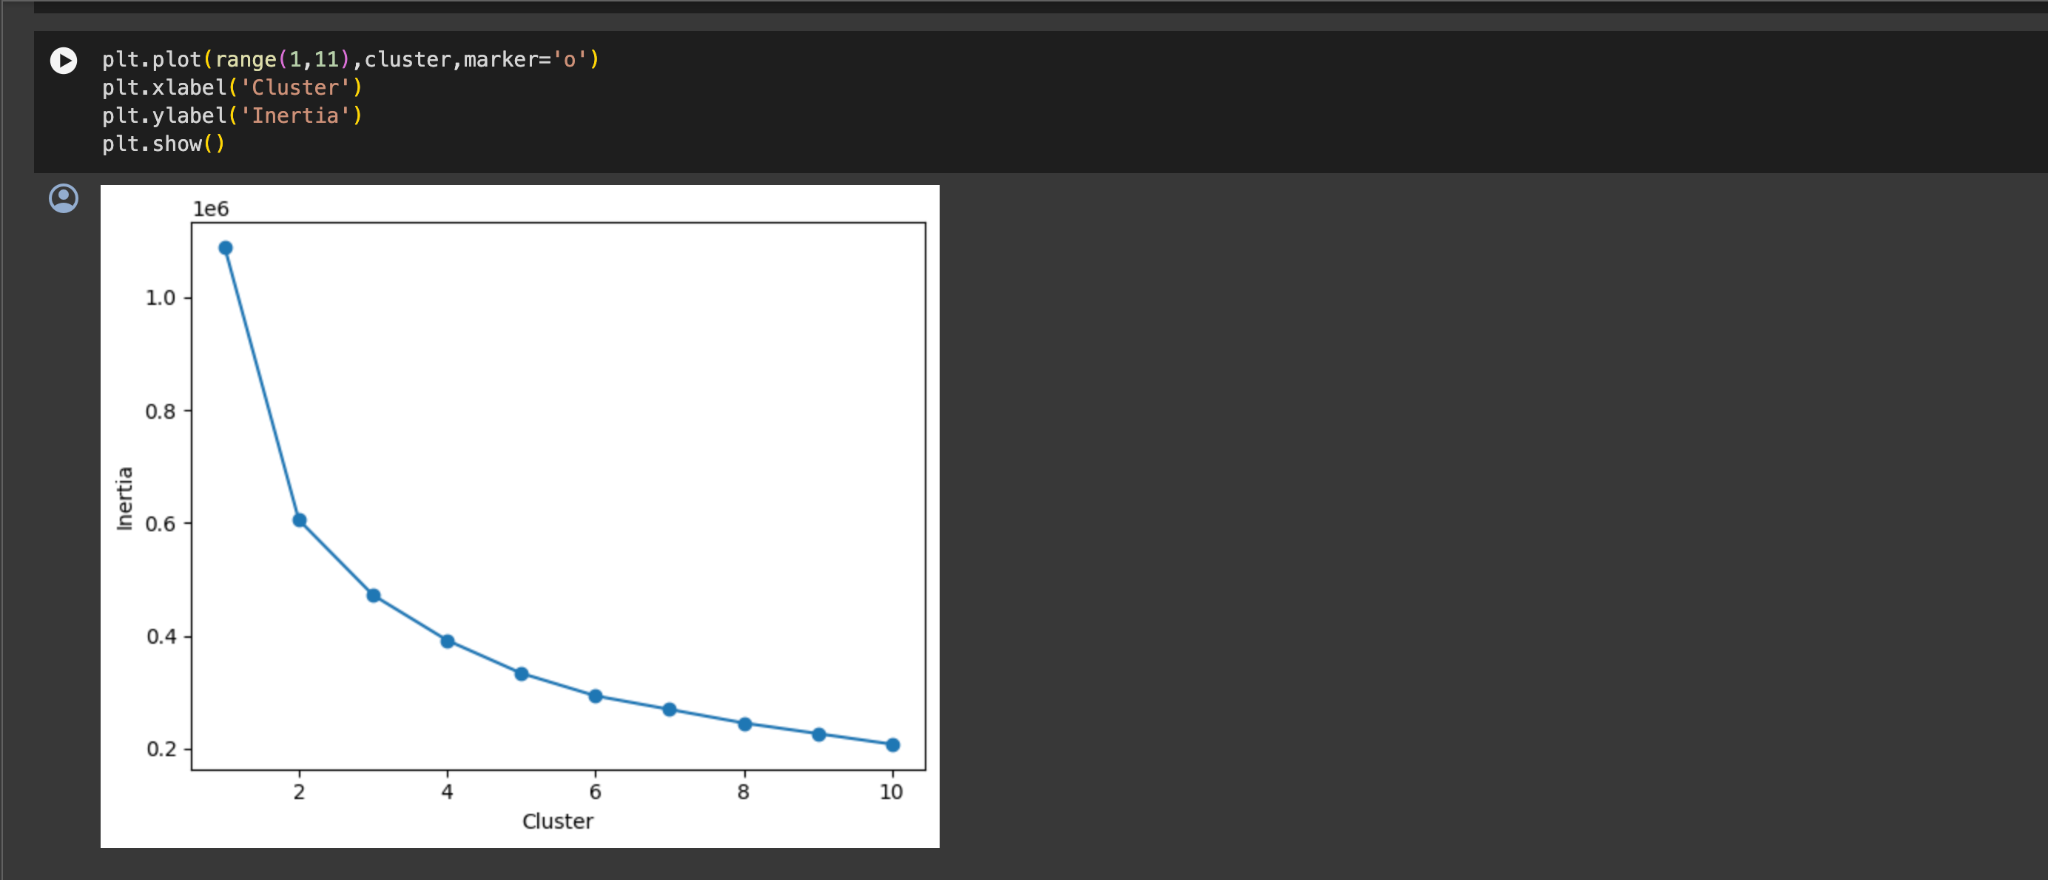 plt.plot(range(1,11),cluster,marker='o')
plt.xlabel('Cluster')
plt.ylabel('Inertia')
plt.show()
1e6
1.0
0.8
0.6
0.4
0.2
Inertia
2 4 6 8 10
Cluster